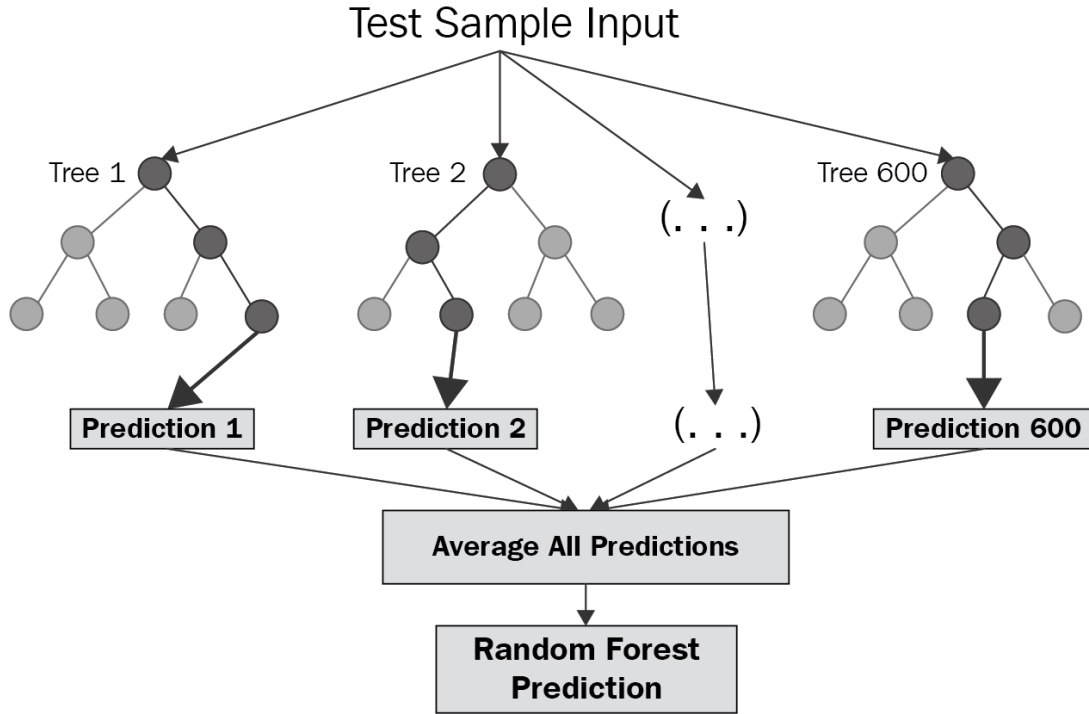 Test Sample Input
Tree 1
Tree 2
Tree 600
(. . .)
Prediction 1
Prediction 2
(. . .)
Prediction 600
Average All Predictions
Random Forest
Prediction